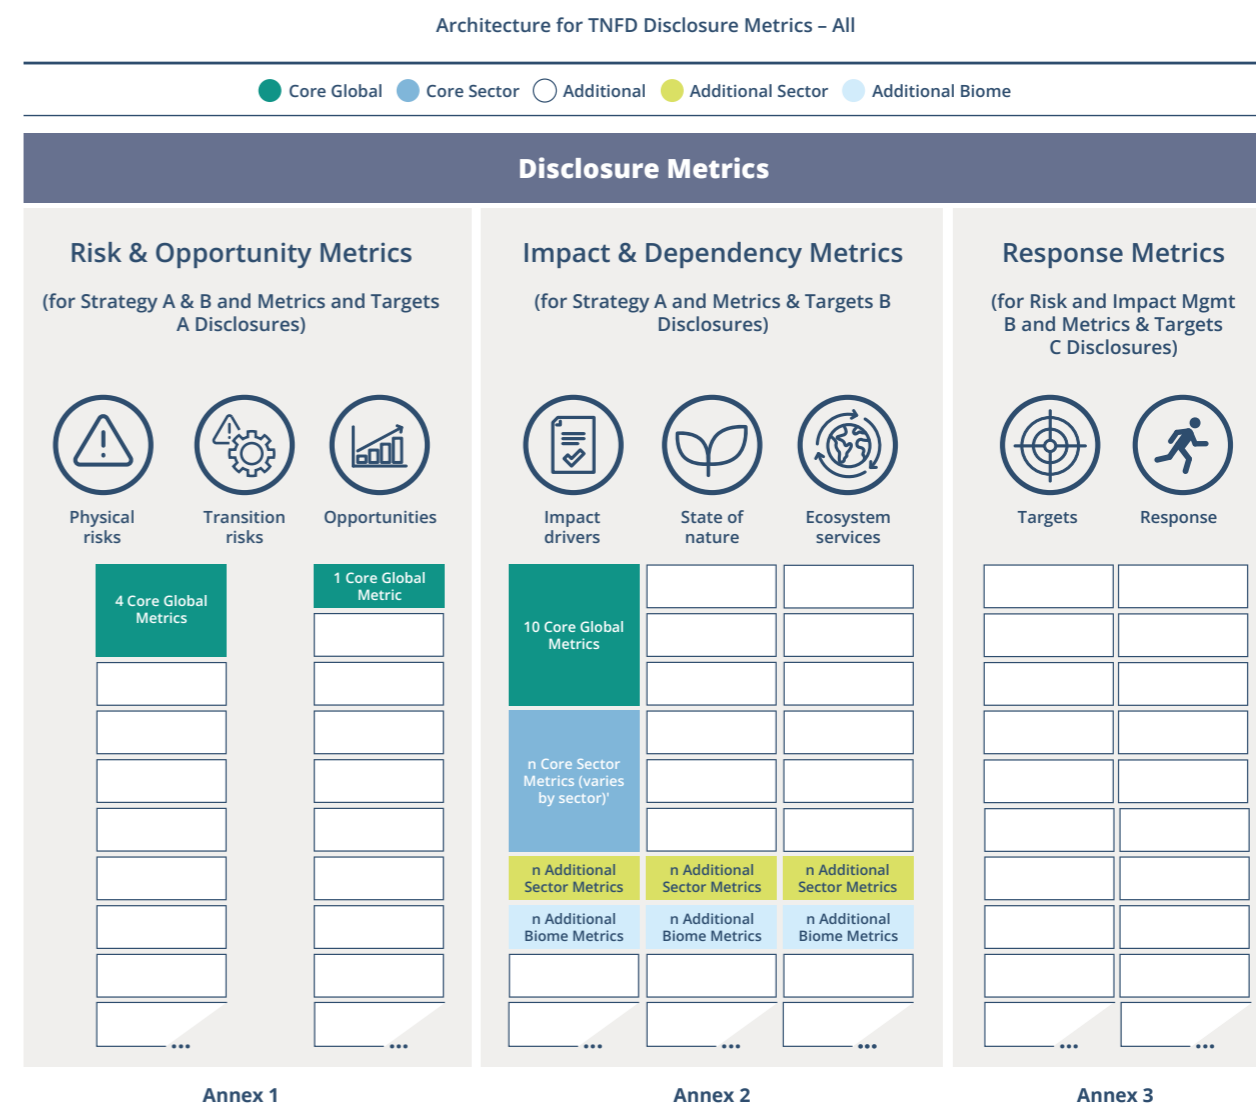 Architecture for TNFD Disclosure Metrics – All
Core Global
Core Sector
Additional
Additional Sector
Additional Biome
Disclosure Metrics
Risk & Opportunity Metrics
(for Strategy A & B and Metrics and Targets
A Disclosures)
Physical
risks
Transition
risks
Opportunities
4 Core Global
Metrics
1 Core Global
Metric
...
...
Annex 1
Impact & Dependency Metrics
(for Strategy A and Metrics & Targets B
Disclosures)
Impact
drivers
State of
nature
Ecosystem
services
10 Core Global
Metrics
n Core Sector
Metrics (varies
by sector)'
n Additional
Sector Metrics
n Additional
Sector Metrics
n Additional
Sector Metrics
n Additional
Biome Metrics
n Additional
Biome Metrics
n Additional
Biome Metrics
...
...
...
Annex 2
Response Metrics
(for Risk and Impact Mgmt
B and Metrics & Targets
C Disclosures)
Targets
Response
...
...
Annex 3